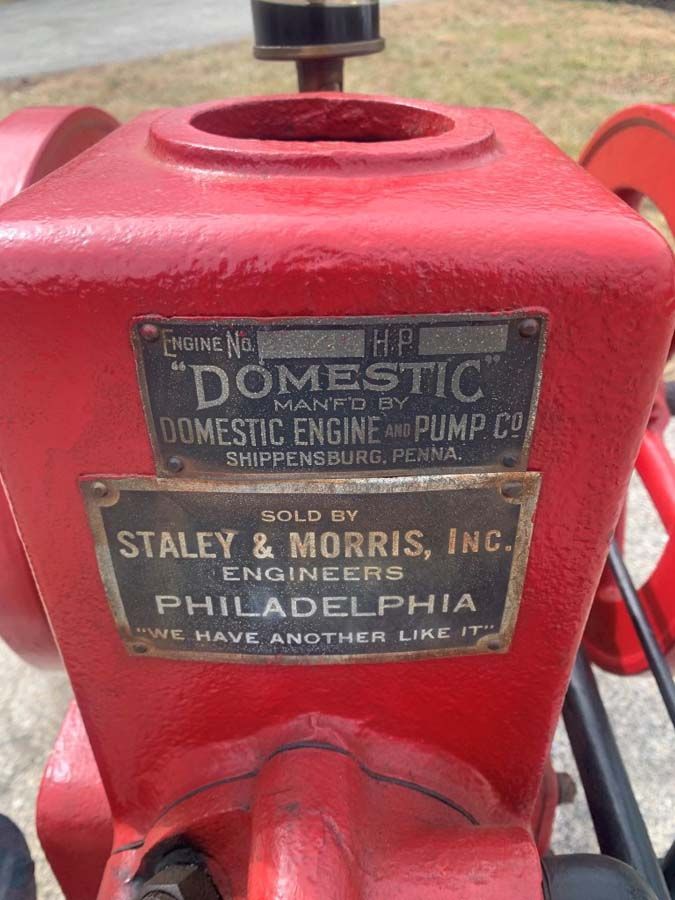 ENGINE NO. H.P.
"DOMESTIC"
MAN'F'D BY
DOMESTIC ENGINE AND PUMP CO
SHIPPENSBURG, PENNA.
SOLD BY
STALEY & MORRIS, INC.
ENGINEERS
PHILADELPHIA
"WE HAVE ANOTHER LIKE IT"